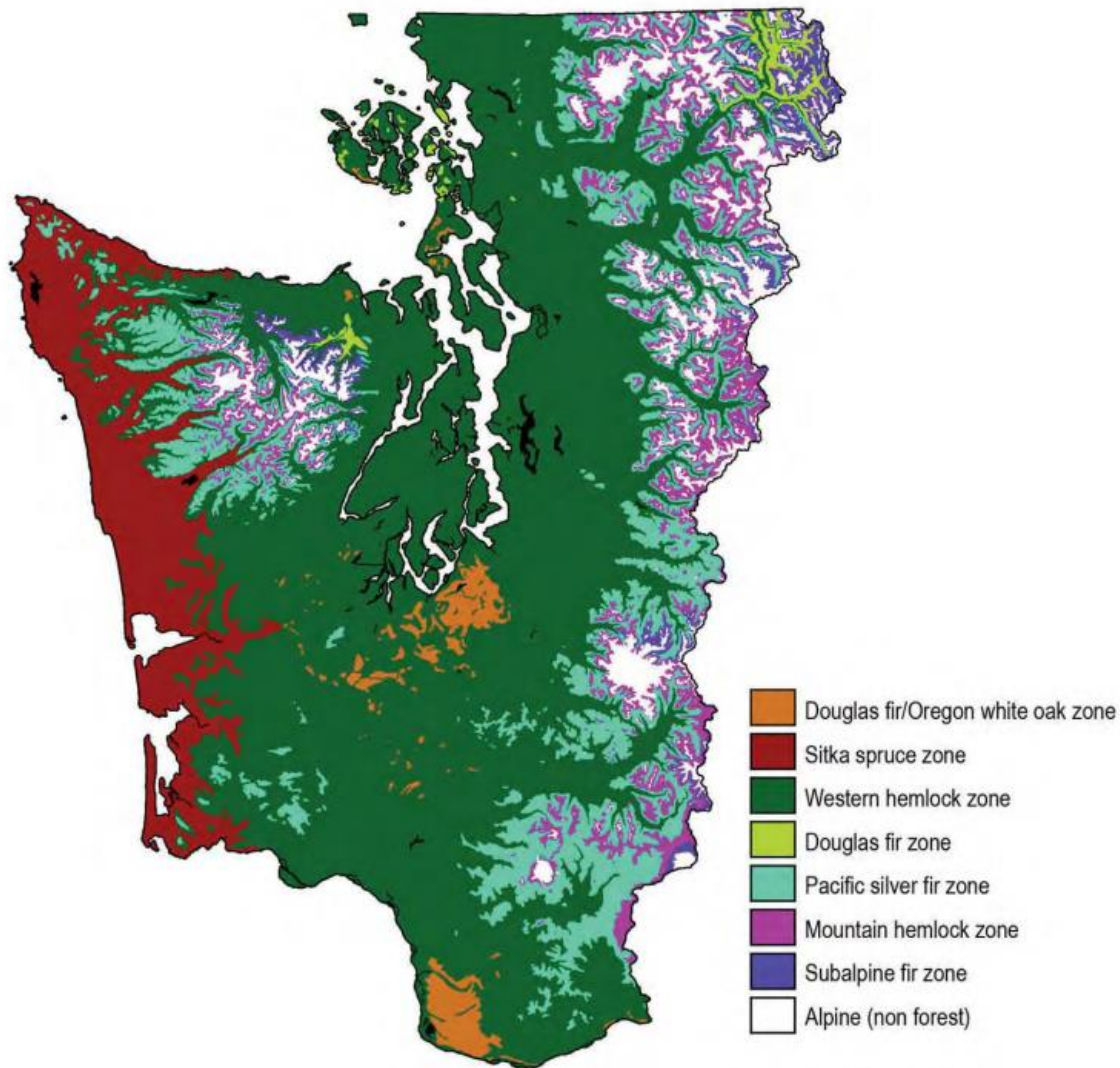 Douglas fir/Oregon white oak zone
Sitka spruce zone
Western hemlock zone
Douglas fir zone
Pacific silver fir zone
Mountain hemlock zone
Subalpine fir zone
Alpine (non forest)